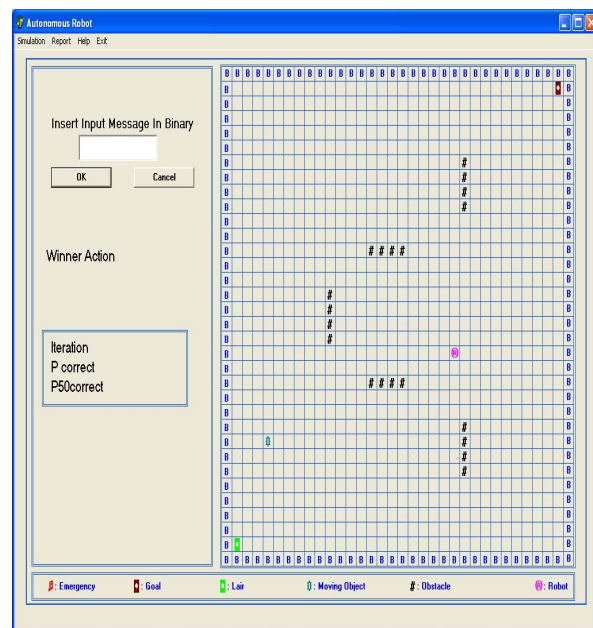 Autonomous Robot
Simulation Report Help Exit
Insert Input Message In Binary
OK Cancel
Winner Action
Iteration
P correct
P50correct
B B B B B B B B B B B B B B B B B B B B B B B B B B B B B B B B B B
B B
B B
B B
B B
B B
B # B
B # B
B # B
B # B
B B
B B
B # # # # B
B B
B B
B # B
B # B
B # B
B # B
B ® B
B B
B # # # # B
B B
B B
B # B
B # B
B # B
B # B
B B
B B
B B
B B
B B
B B B B B B B B B B B B B B B B B B B B B B B B B B B B B B B B B B
: Emergency : Goal : Lair : Moving Object # : Obstacle ® : Robot